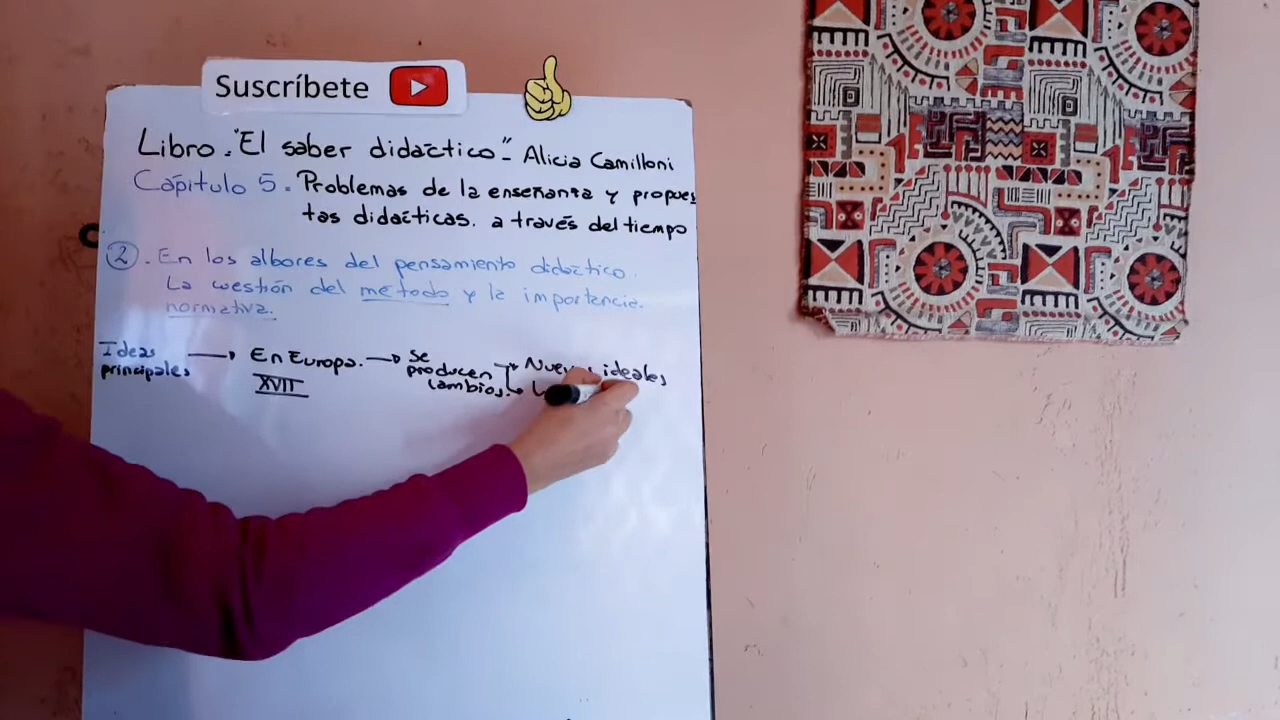 Suscríbete
Libro. "El saber didáctico" - Alicia Camilloni
Capítulo 5. Problemas de la enseñanza y propues
tas didácticas. a través del tiempo
2. En los albores del pensamiento didáctico.
La cuestión del método y la importancia.
normativa.
Ideas principales → En Europa. → Se producen cambios. → Nuevos ideales
XVII